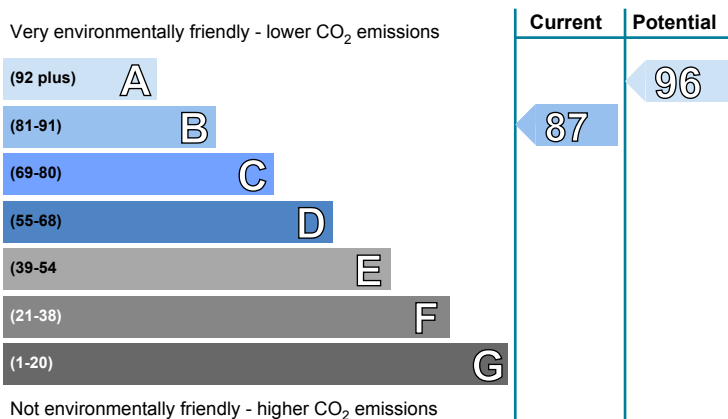 Current Potential
Very environmentally friendly - lower CO2 emissions
(92 plus) A 96
(81-91) B 87
(69-80) C
(55-68) D
(39-54 E
(21-38) F
(1-20) G
Not environmentally friendly - higher CO2 emissions